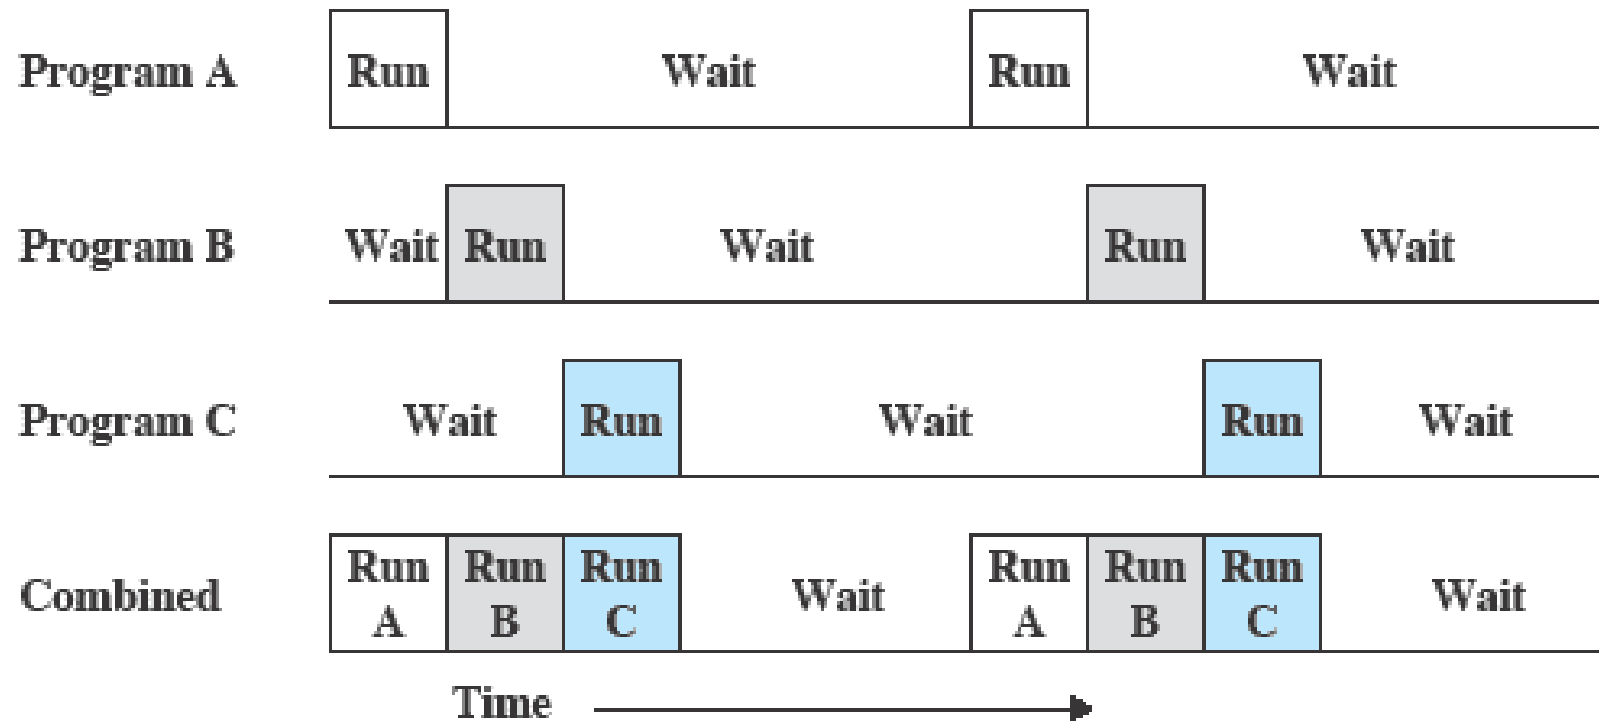 Program A Run Wait Run Wait
Program B Wait Run Wait Run Wait
Program C Wait Run Wait Run Wait
Combined Run A Run B Run C Wait Run A Run B Run C Wait
Time